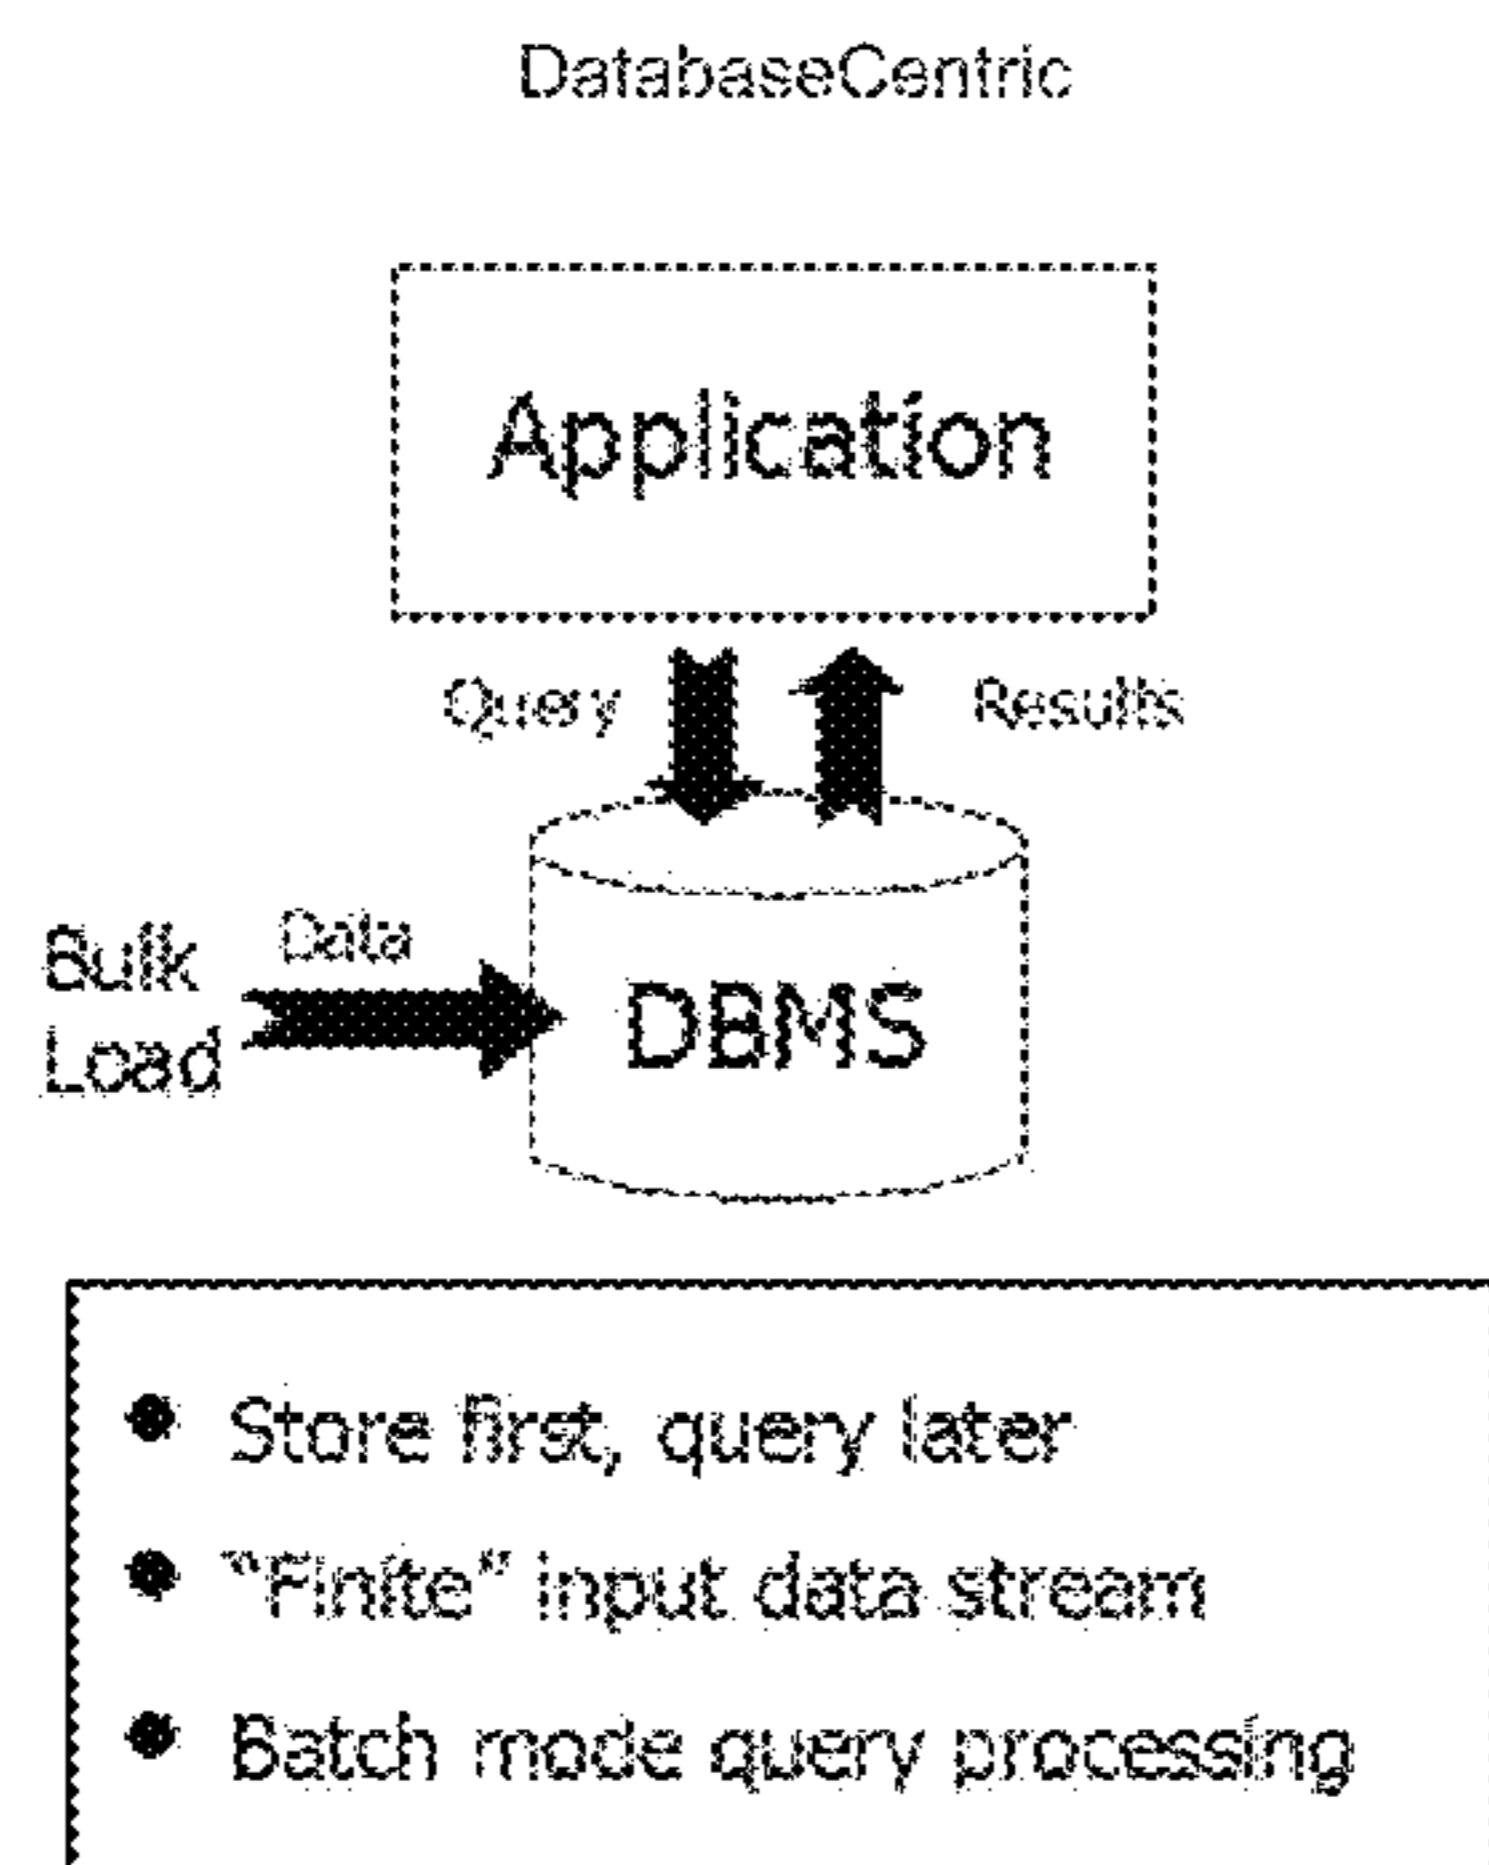 DatabaseCentric
Application
Query
Results
Bulk
Load
Data
DBMS
● Store first, query later
● "Finite" input data stream
● Batch mode query processing